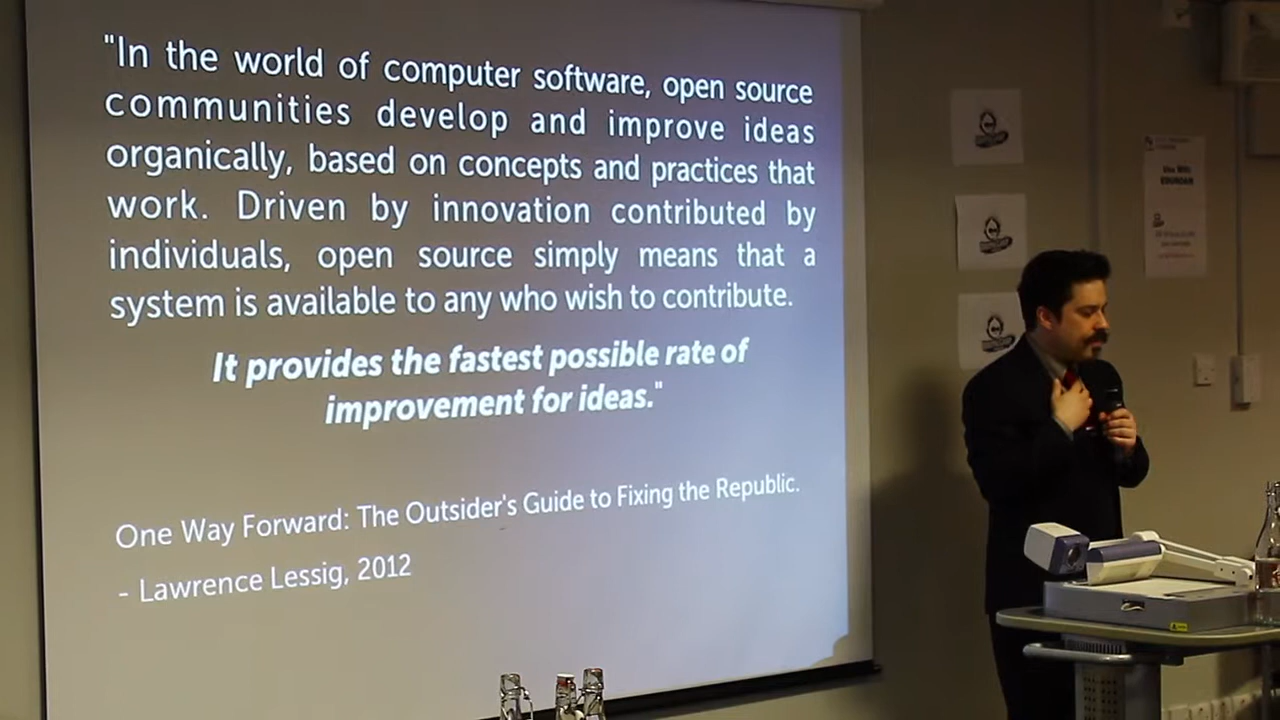 "In the world of computer software, open source
communities develop and improve ideas
organically, based on concepts and practices that
work. Driven by innovation contributed by
individuals, open source simply means that a
system is available to any who wish to contribute.
It provides the fastest possible rate of
improvement for ideas."
One Way Forward: The Outsider's Guide to Fixing the Republic.
- Lawrence Lessig, 2012